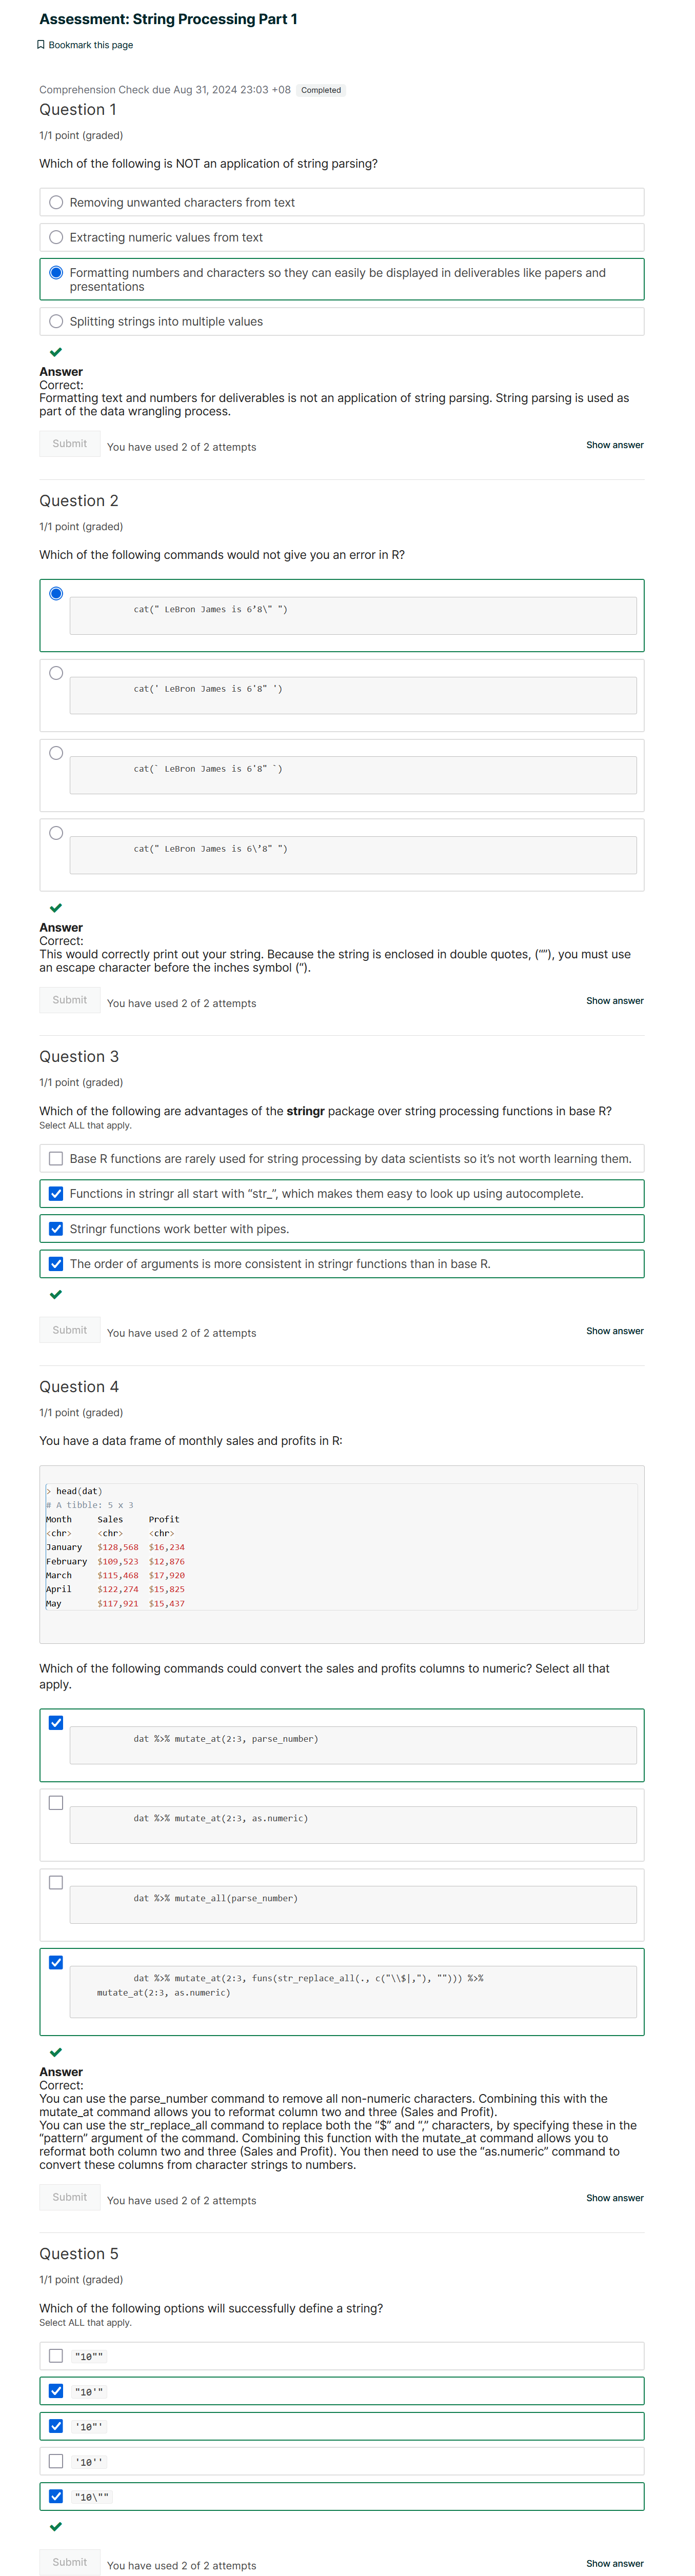 Assessment: String Processing Part 1
Bookmark this page
Comprehension Check due Aug 31, 2024 23:03 +08 Completed
Question 1
1/1 point (graded)
Which of the following is NOT an application of string parsing?
Removing unwanted characters from text
Extracting numeric values from text
Formatting numbers and characters so they can easily be displayed in deliverables like papers and
presentations
Splitting strings into multiple values
Answer
Correct:
Formatting text and numbers for deliverables is not an application of string parsing. String parsing is used as
part of the data wrangling process.
Submit You have used 2 of 2 attempts Show answer
Question 2
1/1 point (graded)
Which of the following commands would not give you an error in R?
cat(" LeBron James is 6’8\" ")
cat(' LeBron James is 6'8" ')
cat(` LeBron James is 6'8" `)
cat(" LeBron James is 6\’8" ")
Answer
Correct:
This would correctly print out your string. Because the string is enclosed in double quotes, (“”), you must use
an escape character before the inches symbol (“).
Submit You have used 2 of 2 attempts Show answer
Question 3
1/1 point (graded)
Which of the following are advantages of the stringr package over string processing functions in base R?
Select ALL that apply.
Base R functions are rarely used for string processing by data scientists so it’s not worth learning them.
Functions in stringr all start with “str_”, which makes them easy to look up using autocomplete.
Stringr functions work better with pipes.
The order of arguments is more consistent in stringr functions than in base R.
Submit You have used 2 of 2 attempts Show answer
Question 4
1/1 point (graded)
You have a data frame of monthly sales and profits in R:
> head(dat)
# A tibble: 5 x 3
Month Sales Profit
<chr> <chr> <chr>
January $128,568 $16,234
February $109,523 $12,876
March $115,468 $17,920
April $122,274 $15,825
May $117,921 $15,437
Which of the following commands could convert the sales and profits columns to numeric? Select all that
apply.
dat %>% mutate_at(2:3, parse_number)
dat %>% mutate_at(2:3, as.numeric)
dat %>% mutate_all(parse_number)
dat %>% mutate_at(2:3, funs(str_replace_all(., c("\\$|,"), ""))) %>%
mutate_at(2:3, as.numeric)
Answer
Correct:
You can use the parse_number command to remove all non-numeric characters. Combining this with the
mutate_at command allows you to reformat column two and three (Sales and Profit).
You can use the str_replace_all command to replace both the “$” and “,” characters, by specifying these in the
“pattern” argument of the command. Combining this function with the mutate_at command allows you to
reformat both column two and three (Sales and Profit). You then need to use the “as.numeric” command to
convert these columns from character strings to numbers.
Submit You have used 2 of 2 attempts Show answer
Question 5
1/1 point (graded)
Which of the following options will successfully define a string?
Select ALL that apply.
"10""
"10'"
'10"'
'10''
"10\""
Submit You have used 2 of 2 attempts Show answer